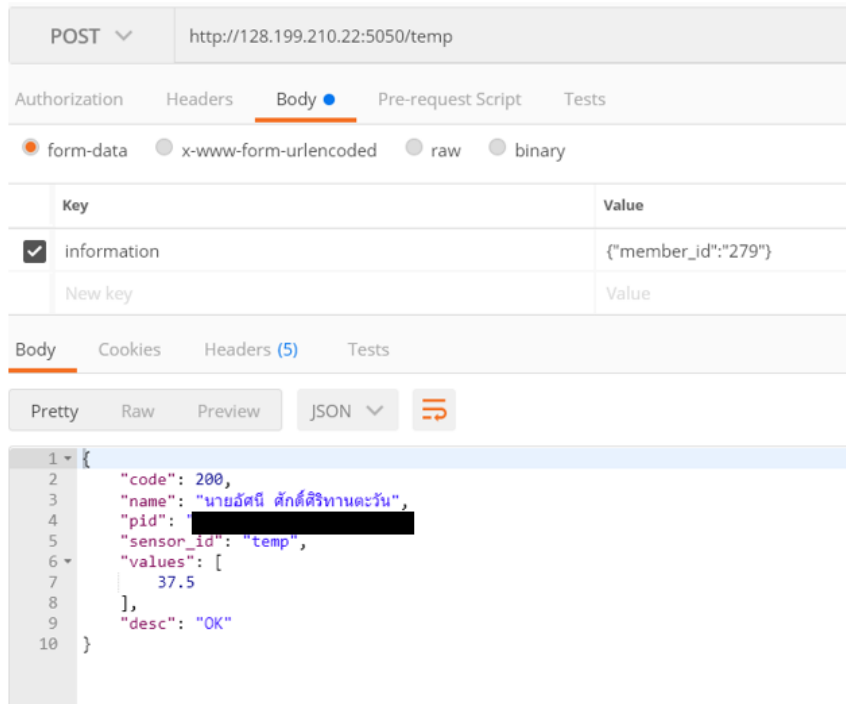 POST http://128.199.210.22:5050/temp
Authorization Headers Body Pre-request Script Tests
form-data x-www-form-urlencoded raw binary
Key Value
information {"member_id":"279"}
New key Value
Body Cookies Headers (5) Tests
Pretty Raw Preview JSON
1 {
2 "code": 200,
3 "name": "นายอัศนี ศักดิ์ศิริทานตะวัน",
4 "pid": "
5 "sensor_id": "temp",
6 "values": [
7 37.5
8 ],
9 "desc": "OK"
10 }